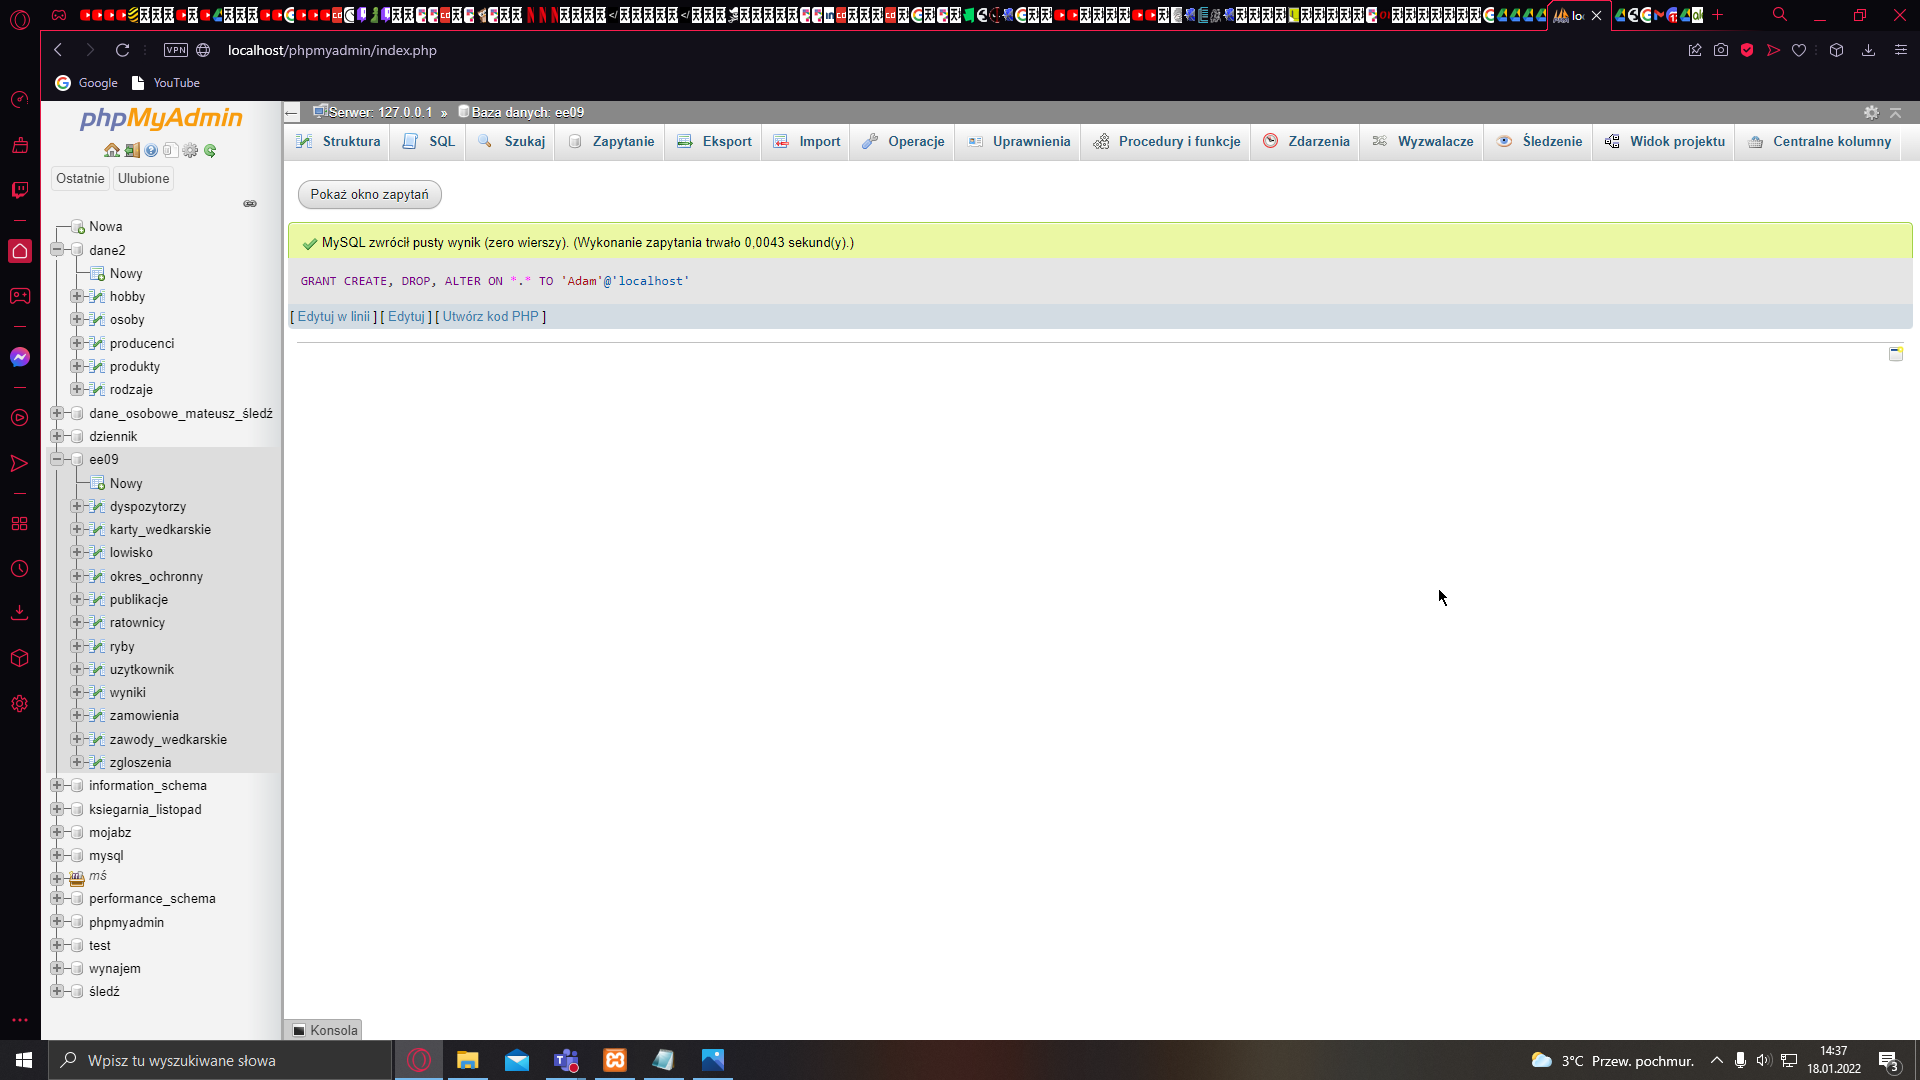 lo
VPN
localhost/phpmyadmin/index.php
Google
YouTube
phpMyAdmin
Ostatnie
Ulubione
Nowa
dane2
Nowy
hobby
osoby
producenci
produkty
rodzaje
dane_osobowe_mateusz_śledź
dziennik
ee09
Nowy
dyspozytorzy
karty_wedkarskie
lowisko
okres_ochronny
publikacje
ratownicy
ryby
uzytkownik
wyniki
zamowienia
zawody_wedkarskie
zgloszenia
information_schema
ksiegarnia_listopad
mojabz
mysql
mś
performance_schema
phpmyadmin
test
wynajem
śledź
Serwer: 127.0.0.1 » Baza danych: ee09
Struktura
SQL
Szukaj
Zapytanie
Eksport
Import
Operacje
Uprawnienia
Procedury i funkcje
Zdarzenia
Wyzwalacze
Śledzenie
Widok projektu
Centralne kolumny
Pokaż okno zapytań
MySQL zwrócił pusty wynik (zero wierszy). (Wykonanie zapytania trwało 0,0043 sekund(y).)
GRANT CREATE, DROP, ALTER ON *.* TO 'Adam'@'localhost'
[ Edytuj w linii ] [ Edytuj ] [ Utwórz kod PHP ]
Konsola
Wpisz tu wyszukiwane słowa
3°C Przew. pochmur.
14:37
18.01.2022
3